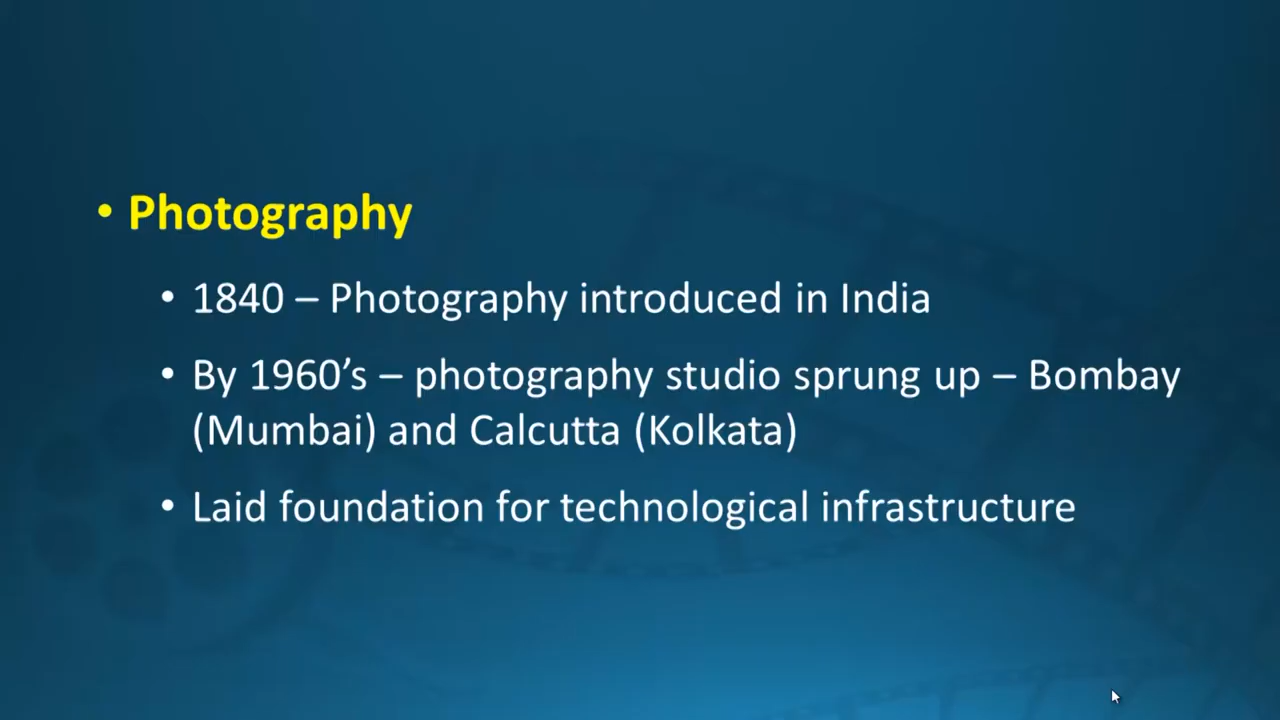 • Photography
• 1840 – Photography introduced in India
• By 1960’s – photography studio sprung up – Bombay
(Mumbai) and Calcutta (Kolkata)
• Laid foundation for technological infrastructure